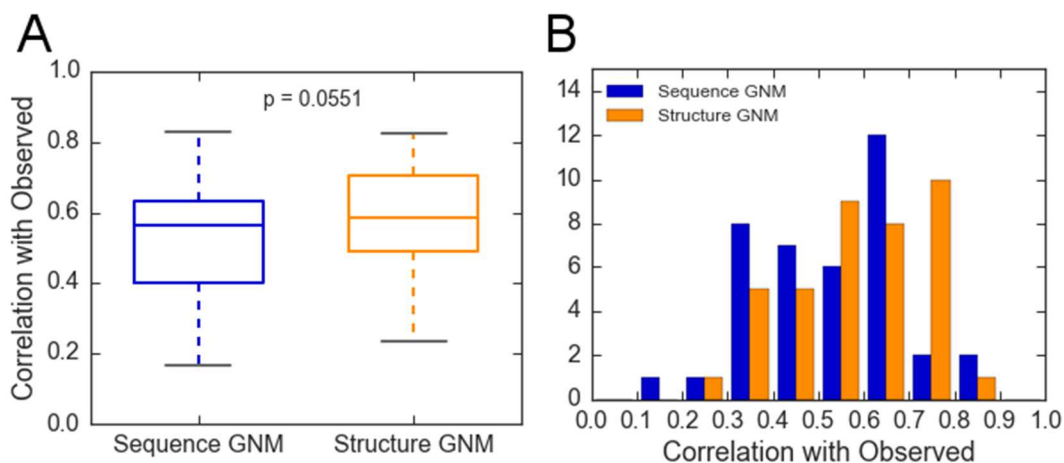 A
Correlation with Observed
1.0
0.8
0.6
0.4
0.2
0.0
p = 0.0551
Sequence GNM
Structure GNM
B
14
12
10
8
6
4
2
0
Sequence GNM
Structure GNM
0.0 0.1 0.2 0.3 0.4 0.5 0.6 0.7 0.8 0.9 1.0
Correlation with Observed